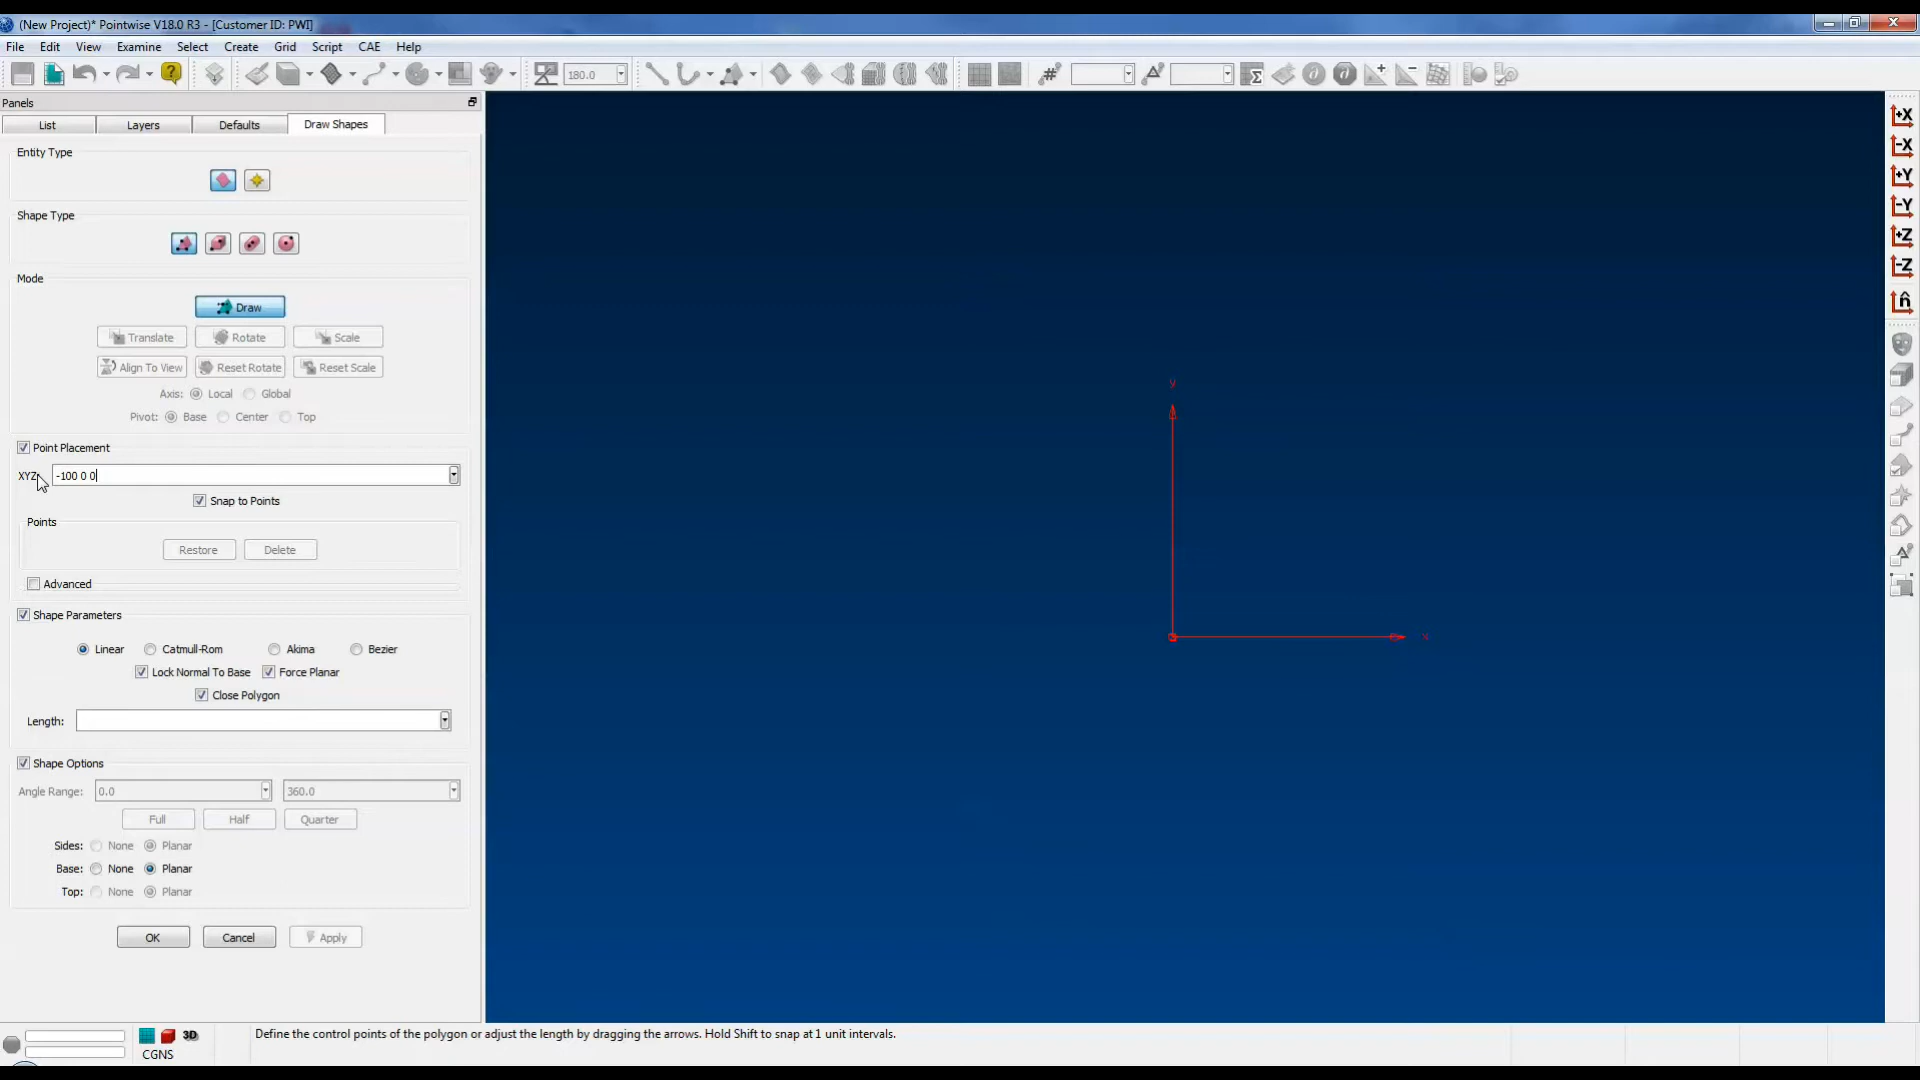 (New Project)* Pointwise V18.0 R3 - [Customer ID: PWI]
File Edit View Examine Select Create Grid Script CAE Help
180.0
Panels
List Layers Defaults Draw Shapes
Entity Type
Shape Type
Mode
Draw
Translate Rotate Scale
Align To View Reset Rotate Reset Scale
Axis: Local Global
Pivot: Base Center Top
Point Placement
XYZ: -100 0 0
Snap to Points
Points
Restore Delete
Advanced
Shape Parameters
Linear Catmull-Rom Akima Bezier
Lock Normal To Base Force Planar
Close Polygon
Length:
Shape Options
Angle Range: 0.0 360.0
Full Half Quarter
Sides: None Planar
Base: None Planar
Top: None Planar
OK Cancel Apply
y
x
+X
-X
+Y
-Y
+Z
-Z
n̂
3D
CGNS
Define the control points of the polygon or adjust the length by dragging the arrows. Hold Shift to snap at 1 unit intervals.